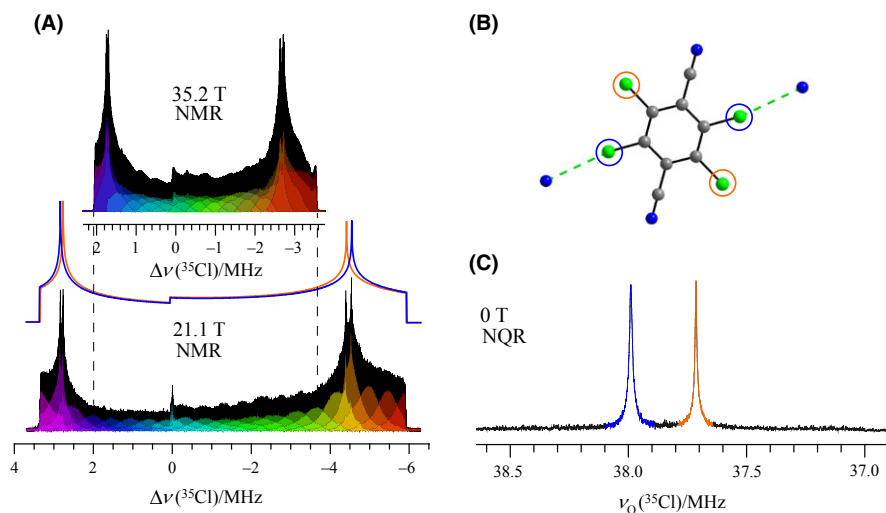 (A)
35.2 T
NMR
2 1 0 −1 −2 −3
Δν (³⁵Cl)/MHz
21.1 T
NMR
4 2 0 −2 −4 −6
Δν (³⁵Cl)/MHz
(B)
(C)
0 T
NQR
38.5 38.0 37.5 37.0
ν_Q (³⁵Cl)/MHz